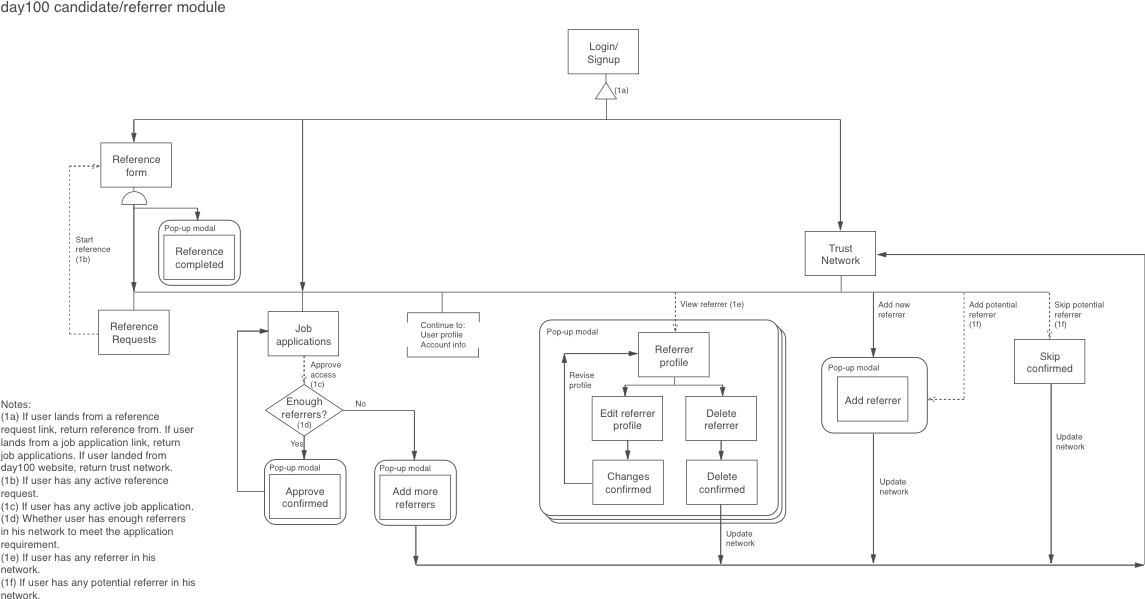 day100 candidate/referrer module
Login/
Signup
(1a)
Reference
form
Start
reference
(1b)
Pop-up modal
Reference
completed
Trust
Network
Reference
Requests
Job
applications
Approve
access
(1c)
Enough
referrers?
(1d)
No
Yes
Pop-up modal
Approve
confirmed
Pop-up modal
Add more
referrers
Continue to:
User profile
Account info
View referrer (1e)
Pop-up modal
Referrer
profile
Revise
profile
Edit referrer
profile
Delete
referrer
Changes
confirmed
Delete
confirmed
Update
network
Add new
referrer
Add potential
referrer
(1f)
Skip potential
referrer
(1f)
Pop-up modal
Add referrer
Skip
confirmed
Update
network
Update
network
Notes:
(1a) If user lands from a reference
request link, return reference from. If user
lands from a job application link, return
job applications. If user landed from
day100 website, return trust network.
(1b) If user has any active reference
request.
(1c) If user has any active job application.
(1d) Whether user has enough referrers
in his network to meet the application
requirement.
(1e) If user has any referrer in his
network.
(1f) If user has any potential referrer in his
network.